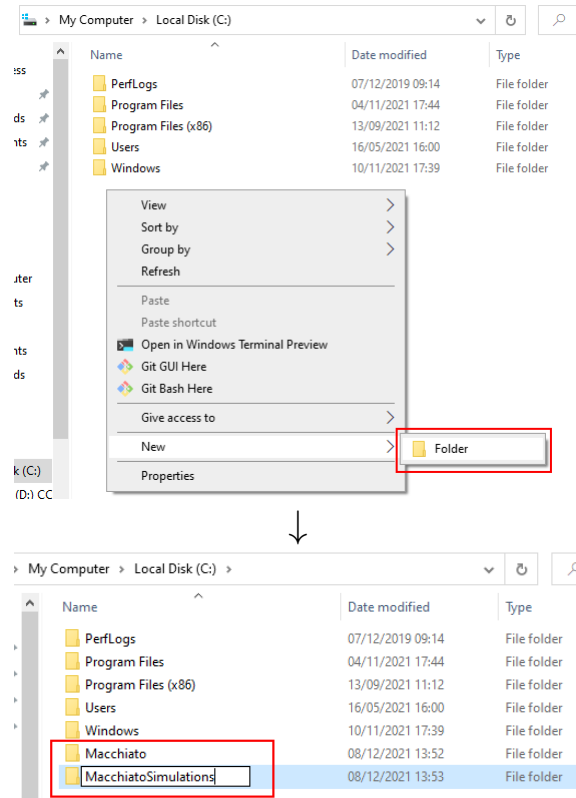 My Computer > Local Disk (C:)
Name Date modified Type
ess
PerfLogs 07/12/2019 09:14 File folder
ds Program Files 04/11/2021 17:44 File folder
Program Files (x86) 13/09/2021 11:12 File folder
nts Users 16/05/2021 16:00 File folder
Windows 10/11/2021 17:39 File folder
View
Sort by
Group by
Refresh
uter
Paste
ts
Paste shortcut
Open in Windows Terminal Preview
nts
Git GUI Here
ds
Git Bash Here
Give access to
New Folder
k (C:)
Properties
(D:) CC
My Computer > Local Disk (C:) >
Name Date modified Type
PerfLogs 07/12/2019 09:14 File folder
Program Files 04/11/2021 17:44 File folder
Program Files (x86) 13/09/2021 11:12 File folder
Users 16/05/2021 16:00 File folder
Windows 10/11/2021 17:39 File folder
Macchiato 08/12/2021 13:52 File folder
MacchiatoSimulations 08/12/2021 13:53 File folder